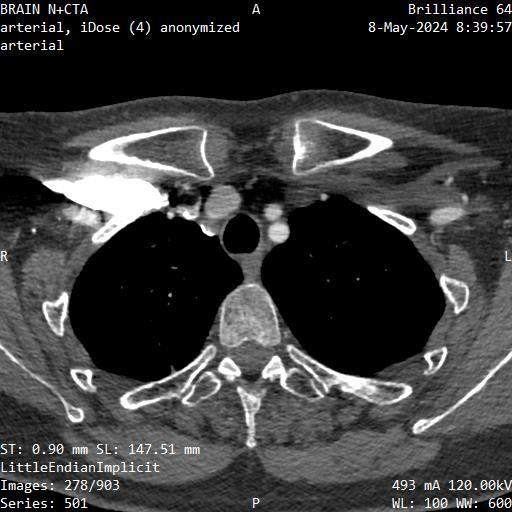 BRAIN N+CTA
A
Brilliance 64
arterial, iDose (4) anonymized
8-May-2024 8:39:57
arterial
R
L
ST: 0.90 mm SL: 147.51 mm
LittleEndianImplicit
Images: 278/903
493 mA 120.00kV
Series: 501
P
WL: 100 WW: 600